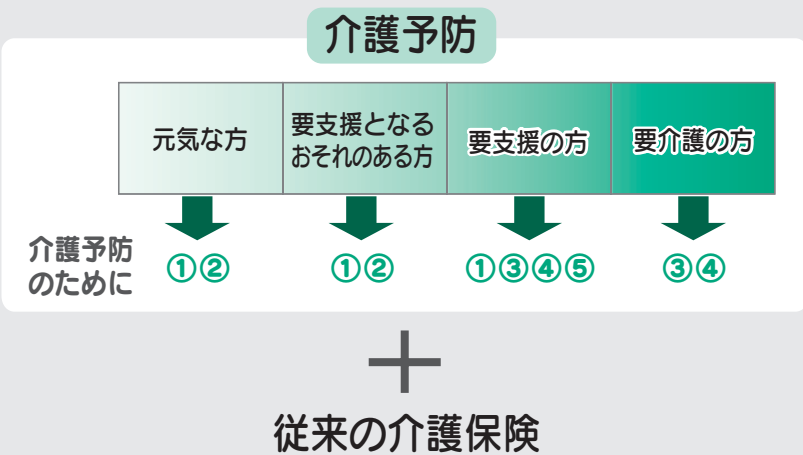 介護予防
元気な方
要支援となる
おそれのある方
要支援の方
要介護の方
介護予防
のために
①②
①②
①③④⑤
③④
+
従来の介護保険